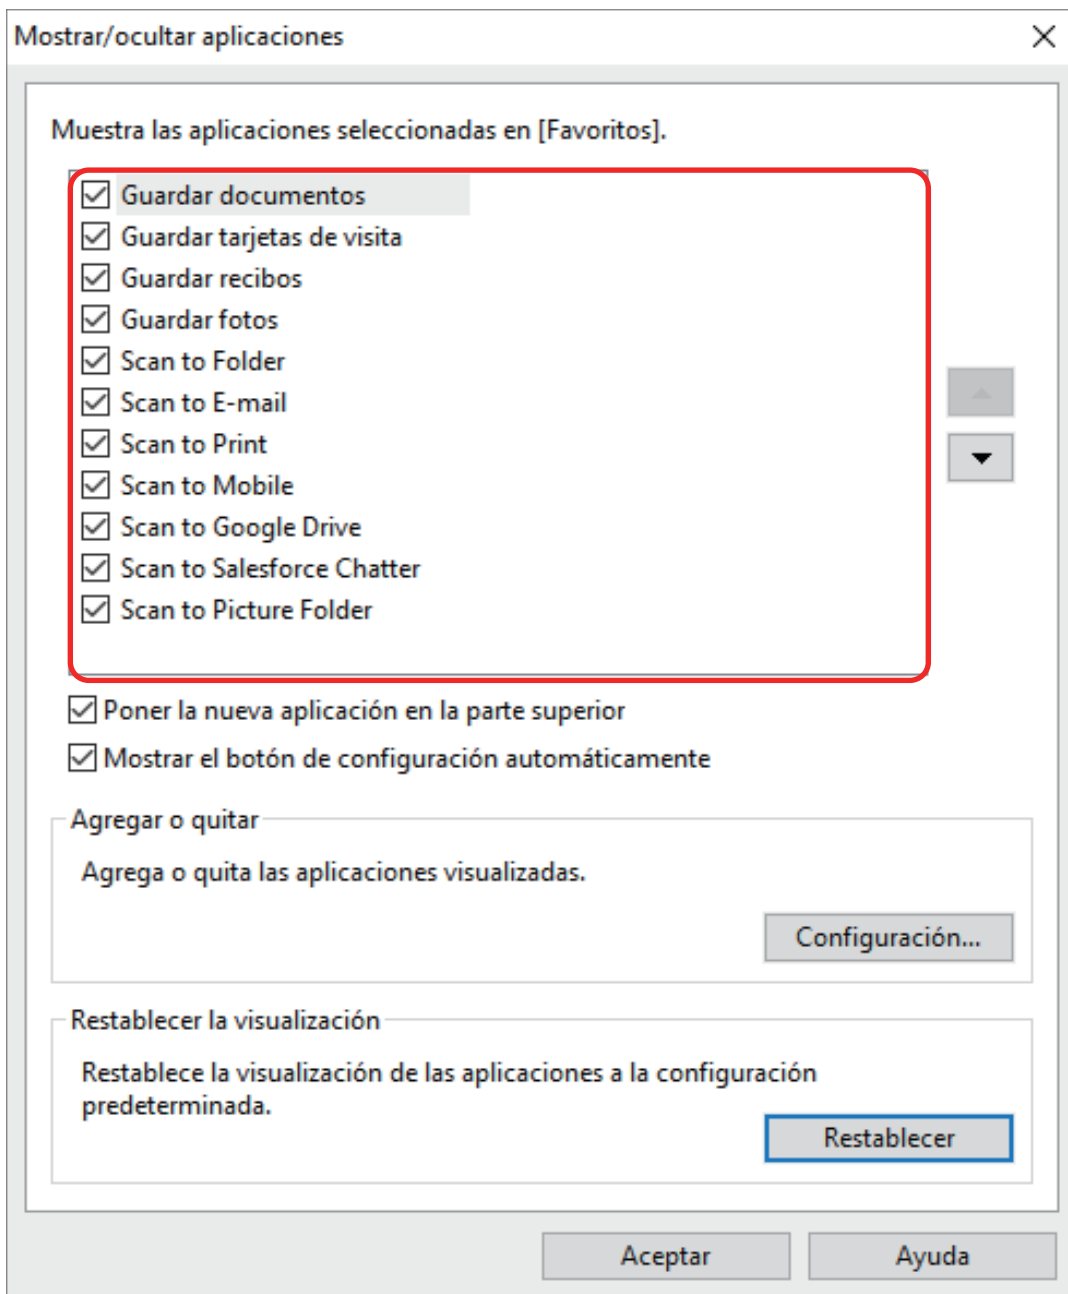 Mostrar/ocultar aplicaciones
Muestra las aplicaciones seleccionadas en [Favoritos].
Guardar documentos
Guardar tarjetas de visita
Guardar recibos
Guardar fotos
Scan to Folder
Scan to E-mail
Scan to Print
Scan to Mobile
Scan to Google Drive
Scan to Salesforce Chatter
Scan to Picture Folder
Poner la nueva aplicación en la parte superior
Mostrar el botón de configuración automáticamente
Agregar o quitar
Agrega o quita las aplicaciones visualizadas.
Configuración...
Restablecer la visualización
Restablece la visualización de las aplicaciones a la configuración
predeterminada.
Restablecer
Aceptar
Ayuda